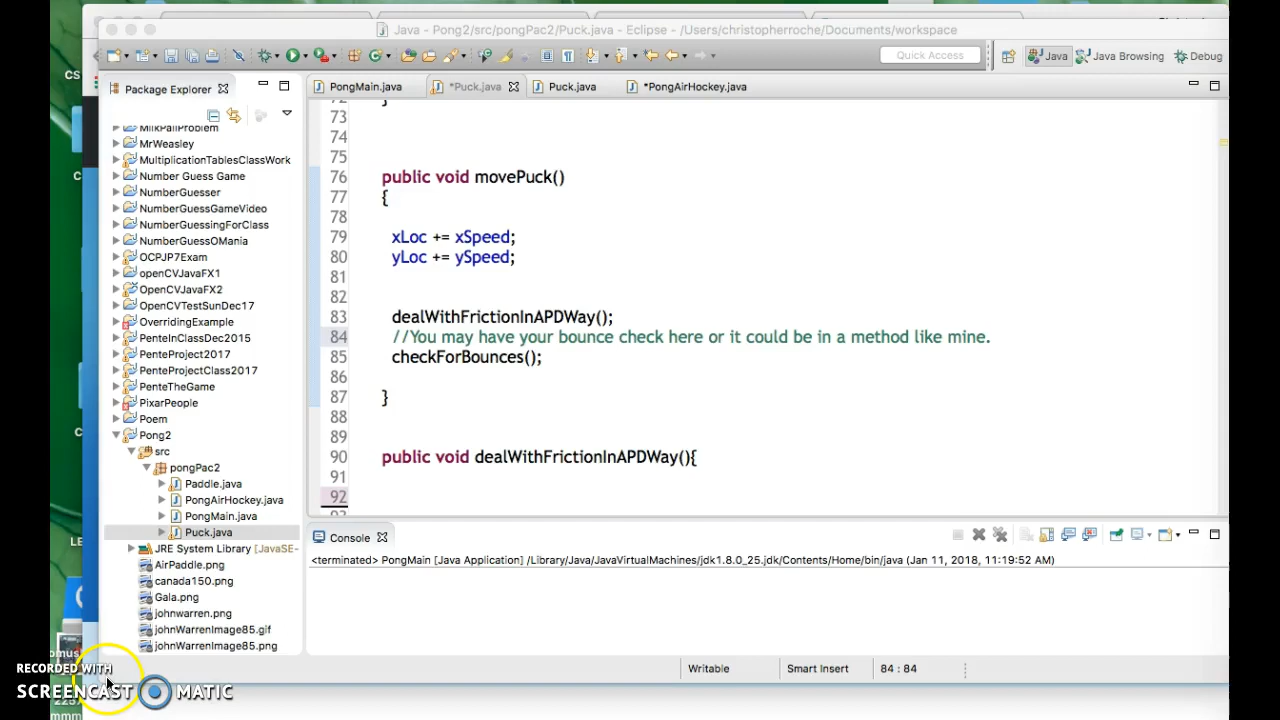 Java - Pong2/src/pongPac2/Puck.java - Eclipse - /Users/christopherroche/Documents/workspace
CS
Quick Access
Java
Java Browsing
Debug
Package Explorer
PongMain.java
*Puck.java
Puck.java
*PongAirHockey.java
MilkPailProblem
MrWeasley
MultiplicationTablesClassWork
Number Guess Game
NumberGuesser
NumberGuessGameVideo
NumberGuessingForClass
NumberGuessOMania
OCPJP7Exam
openCVJavaFX1
OpenCVJavaFX2
OpenCVTestSunDec17
OverridingExample
PenteInClassDec2015
PenteProject2017
PenteProjectClass2017
PenteTheGame
PixarPeople
Poem
Pong2
src
pongPac2
Paddle.java
PongAirHockey.java
PongMain.java
Puck.java
JRE System Library [JavaSE-
AirPaddle.png
canada150.png
Gala.png
johnwarren.png
johnWarrenImage85.gif
johnWarrenImage85.png
72 }
73
74
75
76 public void movePuck()
77 {
78
79 xLoc += xSpeed;
80 yLoc += ySpeed;
81
82
83 dealWithFrictionInAPDWay();
84 //You may have your bounce check here or it could be in a method like mine.
85 checkForBounces();
86
87 }
88
89
90 public void dealWithFrictionInAPDWay(){
91
92
Console
<terminated> PongMain [Java Application] /Library/Java/JavaVirtualMachines/jdk1.8.0_25.jdk/Contents/Home/bin/java (Jan 11, 2018, 11:19:52 AM)
Writable
Smart Insert
84 : 84
RECORDED WITH
SCREENCAST MATIC